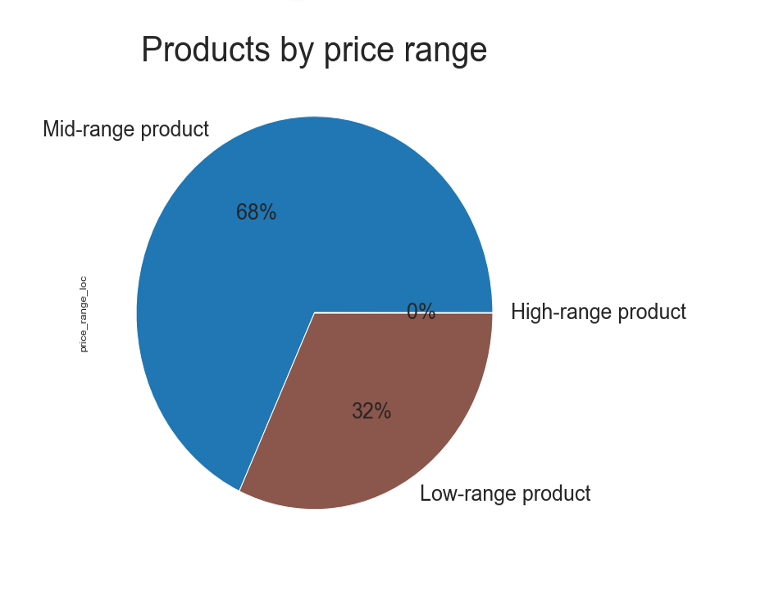 Products by price range
Mid-range product
68%
price_range_loc
0%
High-range product
32%
Low-range product